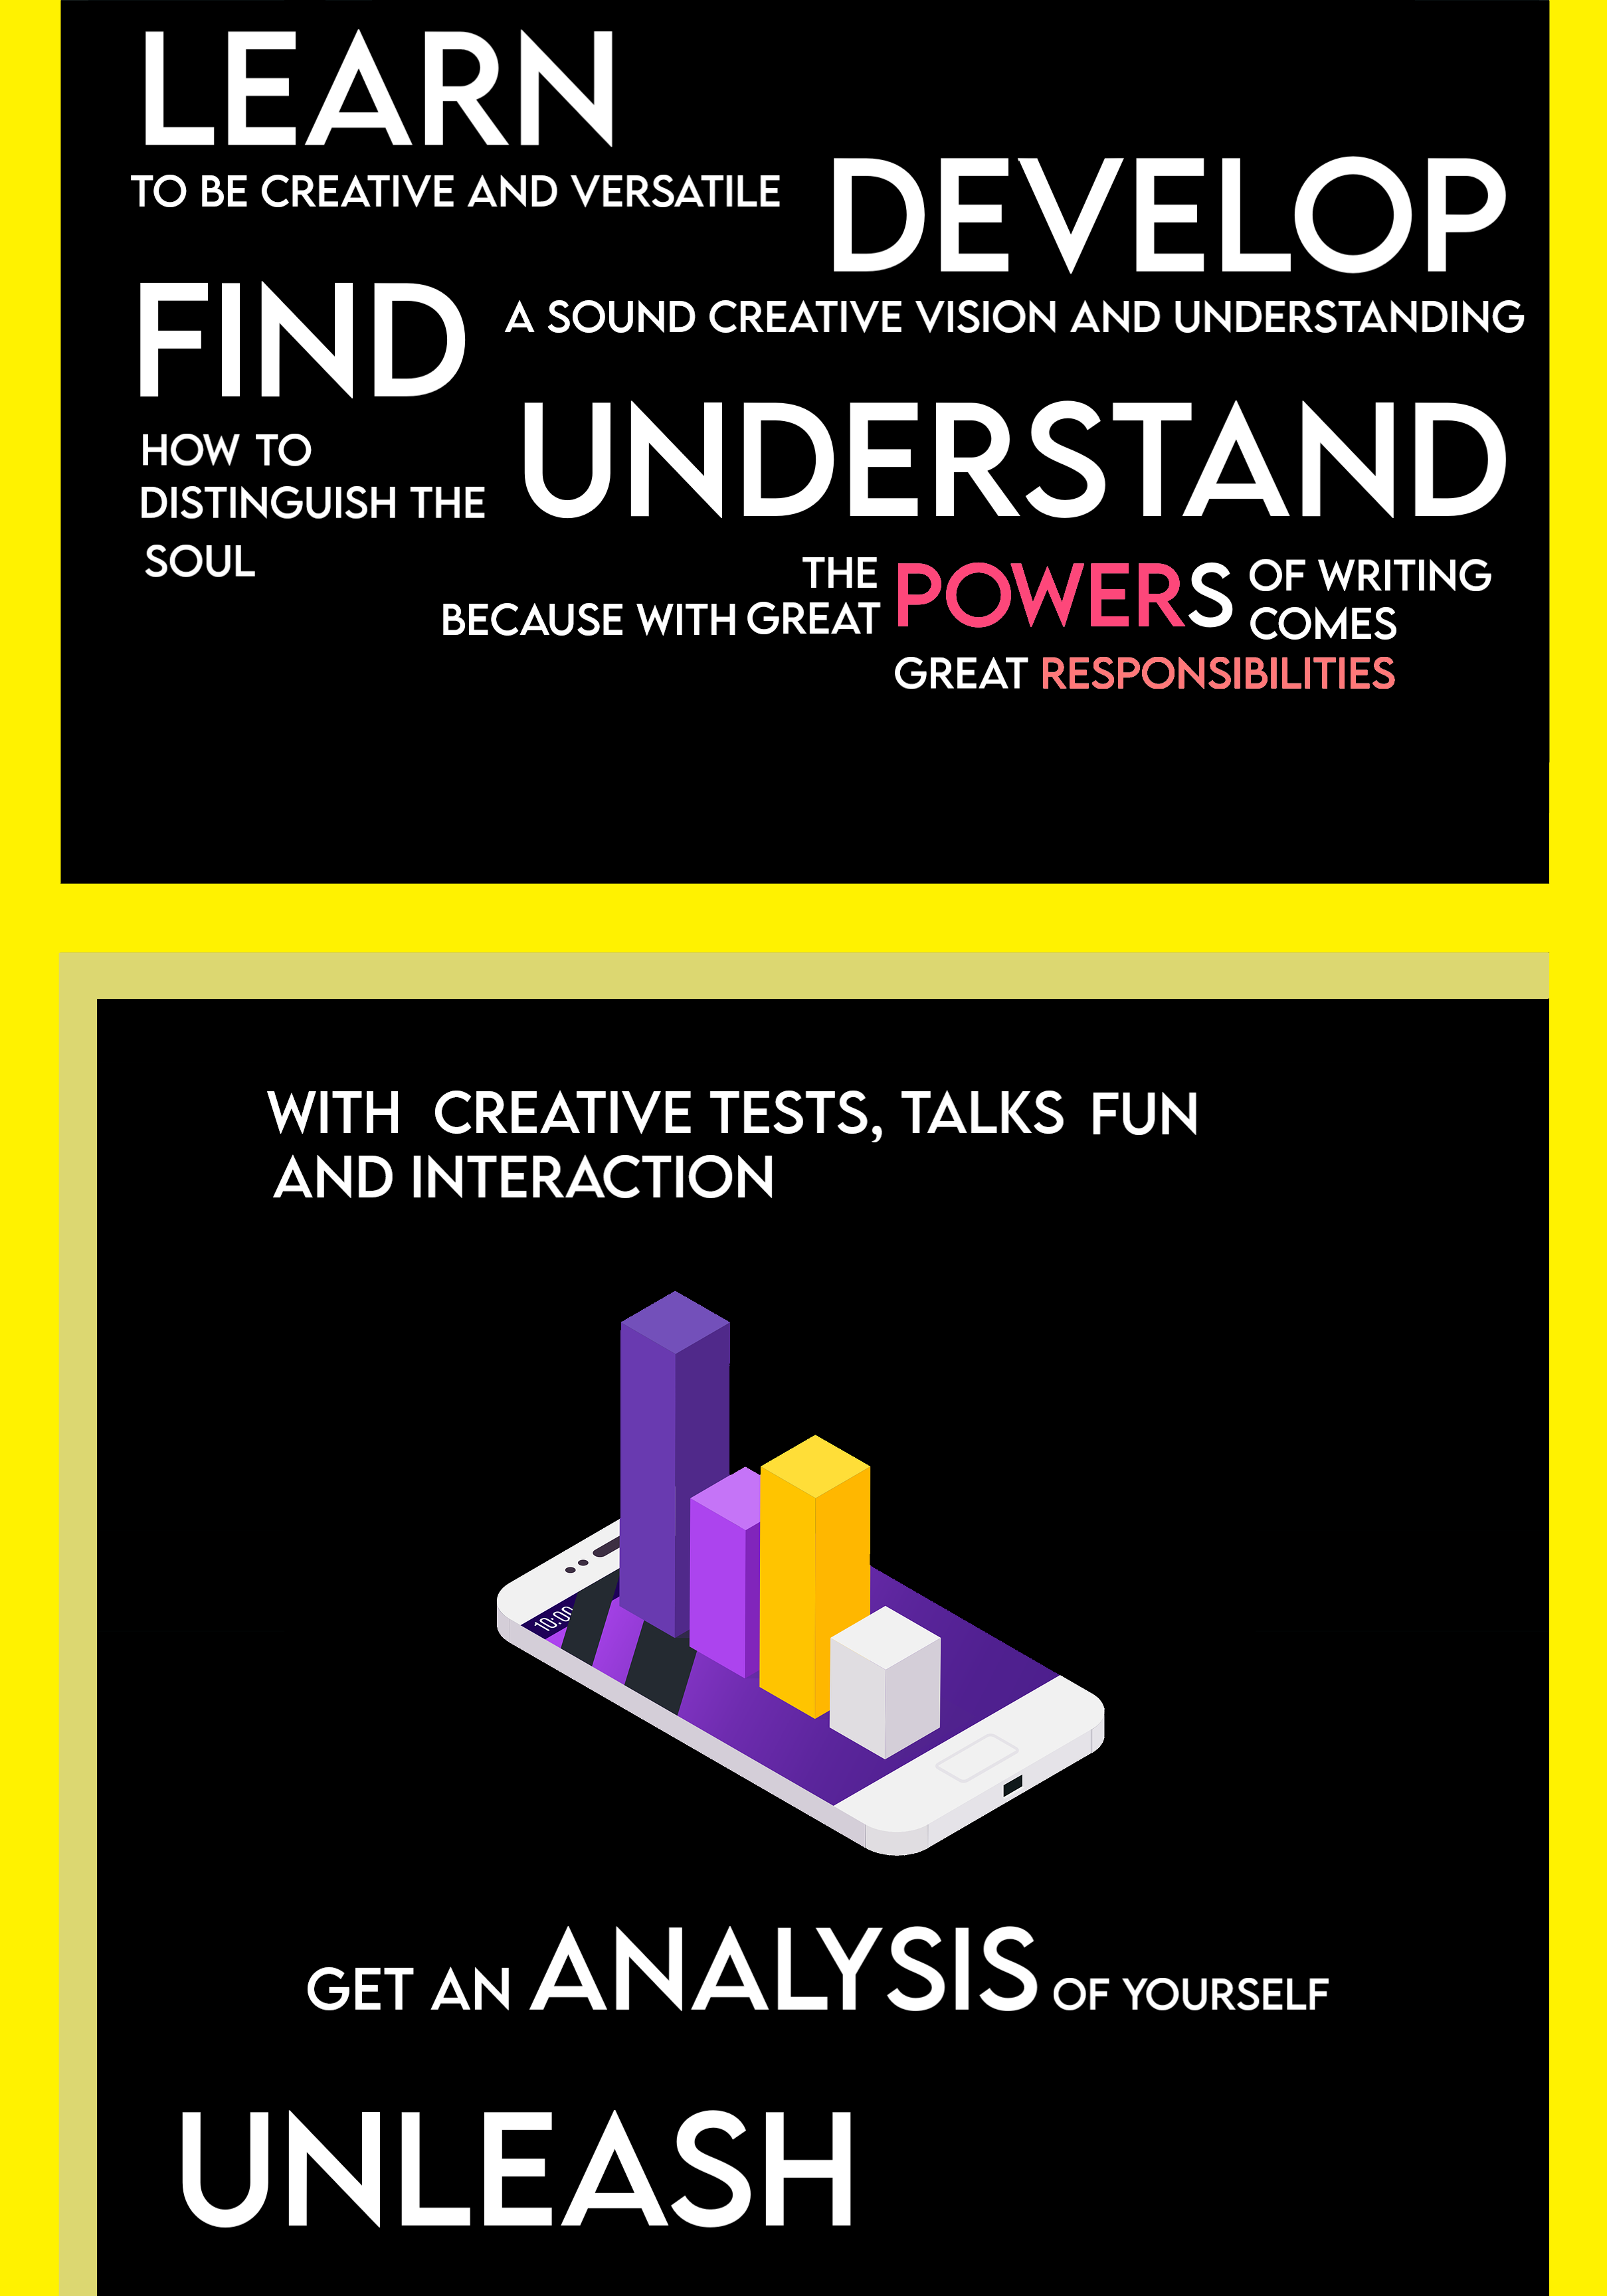 LEARN
TO BE CREATIVE AND VERSATILE
DEVELOP
A SOUND CREATIVE VISION AND UNDERSTANDING
FIND
HOW TO
DISTINGUISH THE
SOUL
UNDERSTAND
THE POWERS OF WRITING
BECAUSE WITH GREAT COMES
GREAT RESPONSIBILITIES
WITH CREATIVE TESTS, TALKS FUN
AND INTERACTION
10:00
GET AN ANALYSIS OF YOURSELF
UNLEASH